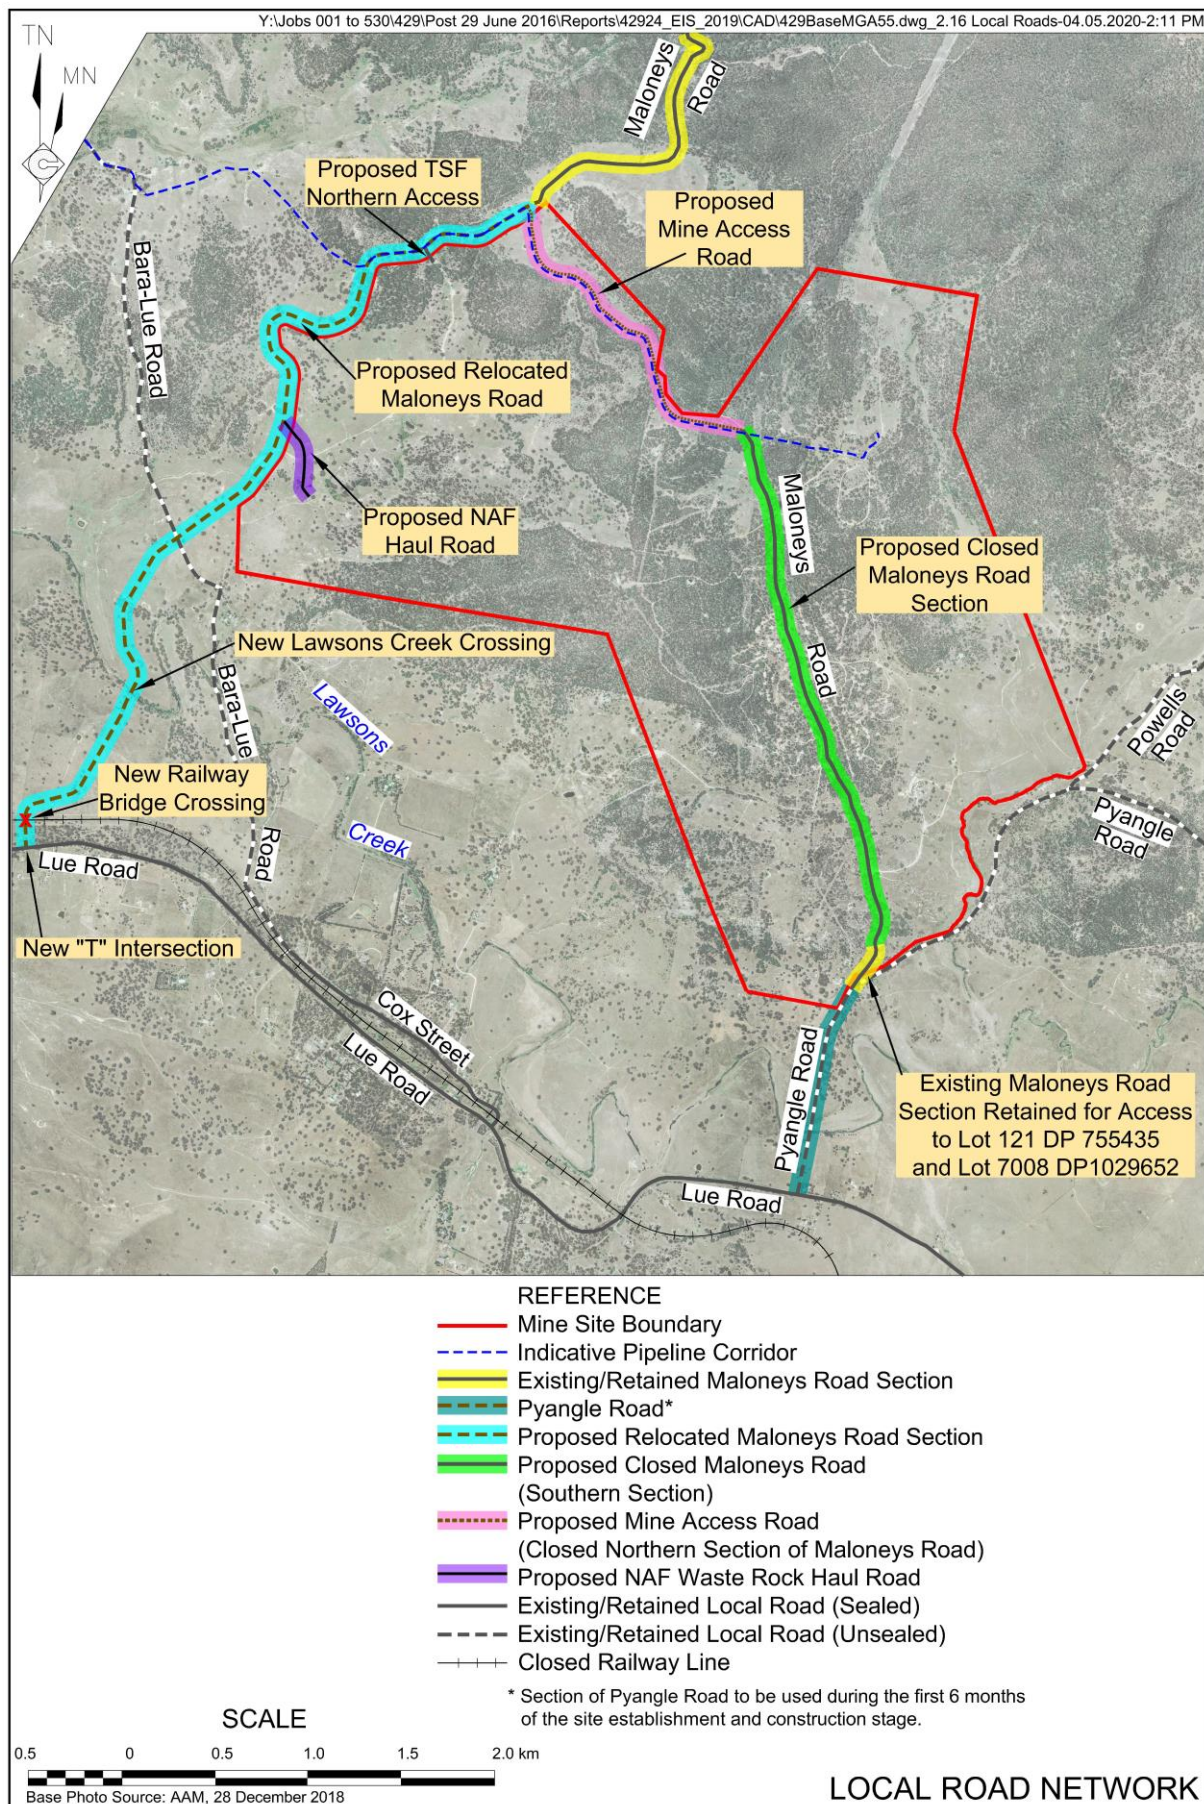 Y:\Jobs 001 to 530\429\Post 29 June 2016\Reports\42924_EIS_2019\CAD\429BaseMGA55.dwg_2.16 Local Roads-04.05.2020-2:11 PM
TN
MN
Maloneys
Road
Proposed TSF
Northern Access
Proposed
Mine Access
Road
Bara-Lue Road
Proposed Relocated
Maloneys Road
Proposed NAF
Haul Road
Maloneys
Road
Proposed Closed
Maloneys Road
Section
New Lawsons Creek Crossing
Bara-Lue
Road
Lawsons
Creek
Powells
Road
Pyangle
Road
New Railway
Bridge Crossing
Lue Road
New "T" Intersection
Cox Street
Lue Road
Pyangle Road
Existing Maloneys Road
Section Retained for Access
to Lot 121 DP 755435
and Lot 7008 DP1029652
Lue Road
REFERENCE
Mine Site Boundary
Indicative Pipeline Corridor
Existing/Retained Maloneys Road Section
Pyangle Road*
Proposed Relocated Maloneys Road Section
Proposed Closed Maloneys Road
(Southern Section)
Proposed Mine Access Road
(Closed Northern Section of Maloneys Road)
Proposed NAF Waste Rock Haul Road
Existing/Retained Local Road (Sealed)
Existing/Retained Local Road (Unsealed)
Closed Railway Line
* Section of Pyangle Road to be used during the first 6 months
of the site establishment and construction stage.
SCALE
0.5 0 0.5 1.0 1.5 2.0 km
Base Photo Source: AAM, 28 December 2018
LOCAL ROAD NETWORK